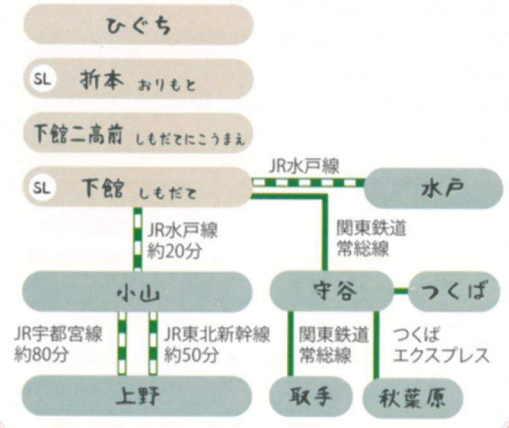 ひぐち
SL 折本 おりもと
下館二高前 しもだてにこうまえ
SL 下館 しもだて
JR水戸線
水戸
JR水戸線
約20分
関東鉄道
常総線
小山
守谷
つくば
JR宇都宮線
約80分
JR東北新幹線
約50分
関東鉄道
常総線
つくば
エクスプレス
上野
取手
秋葉原